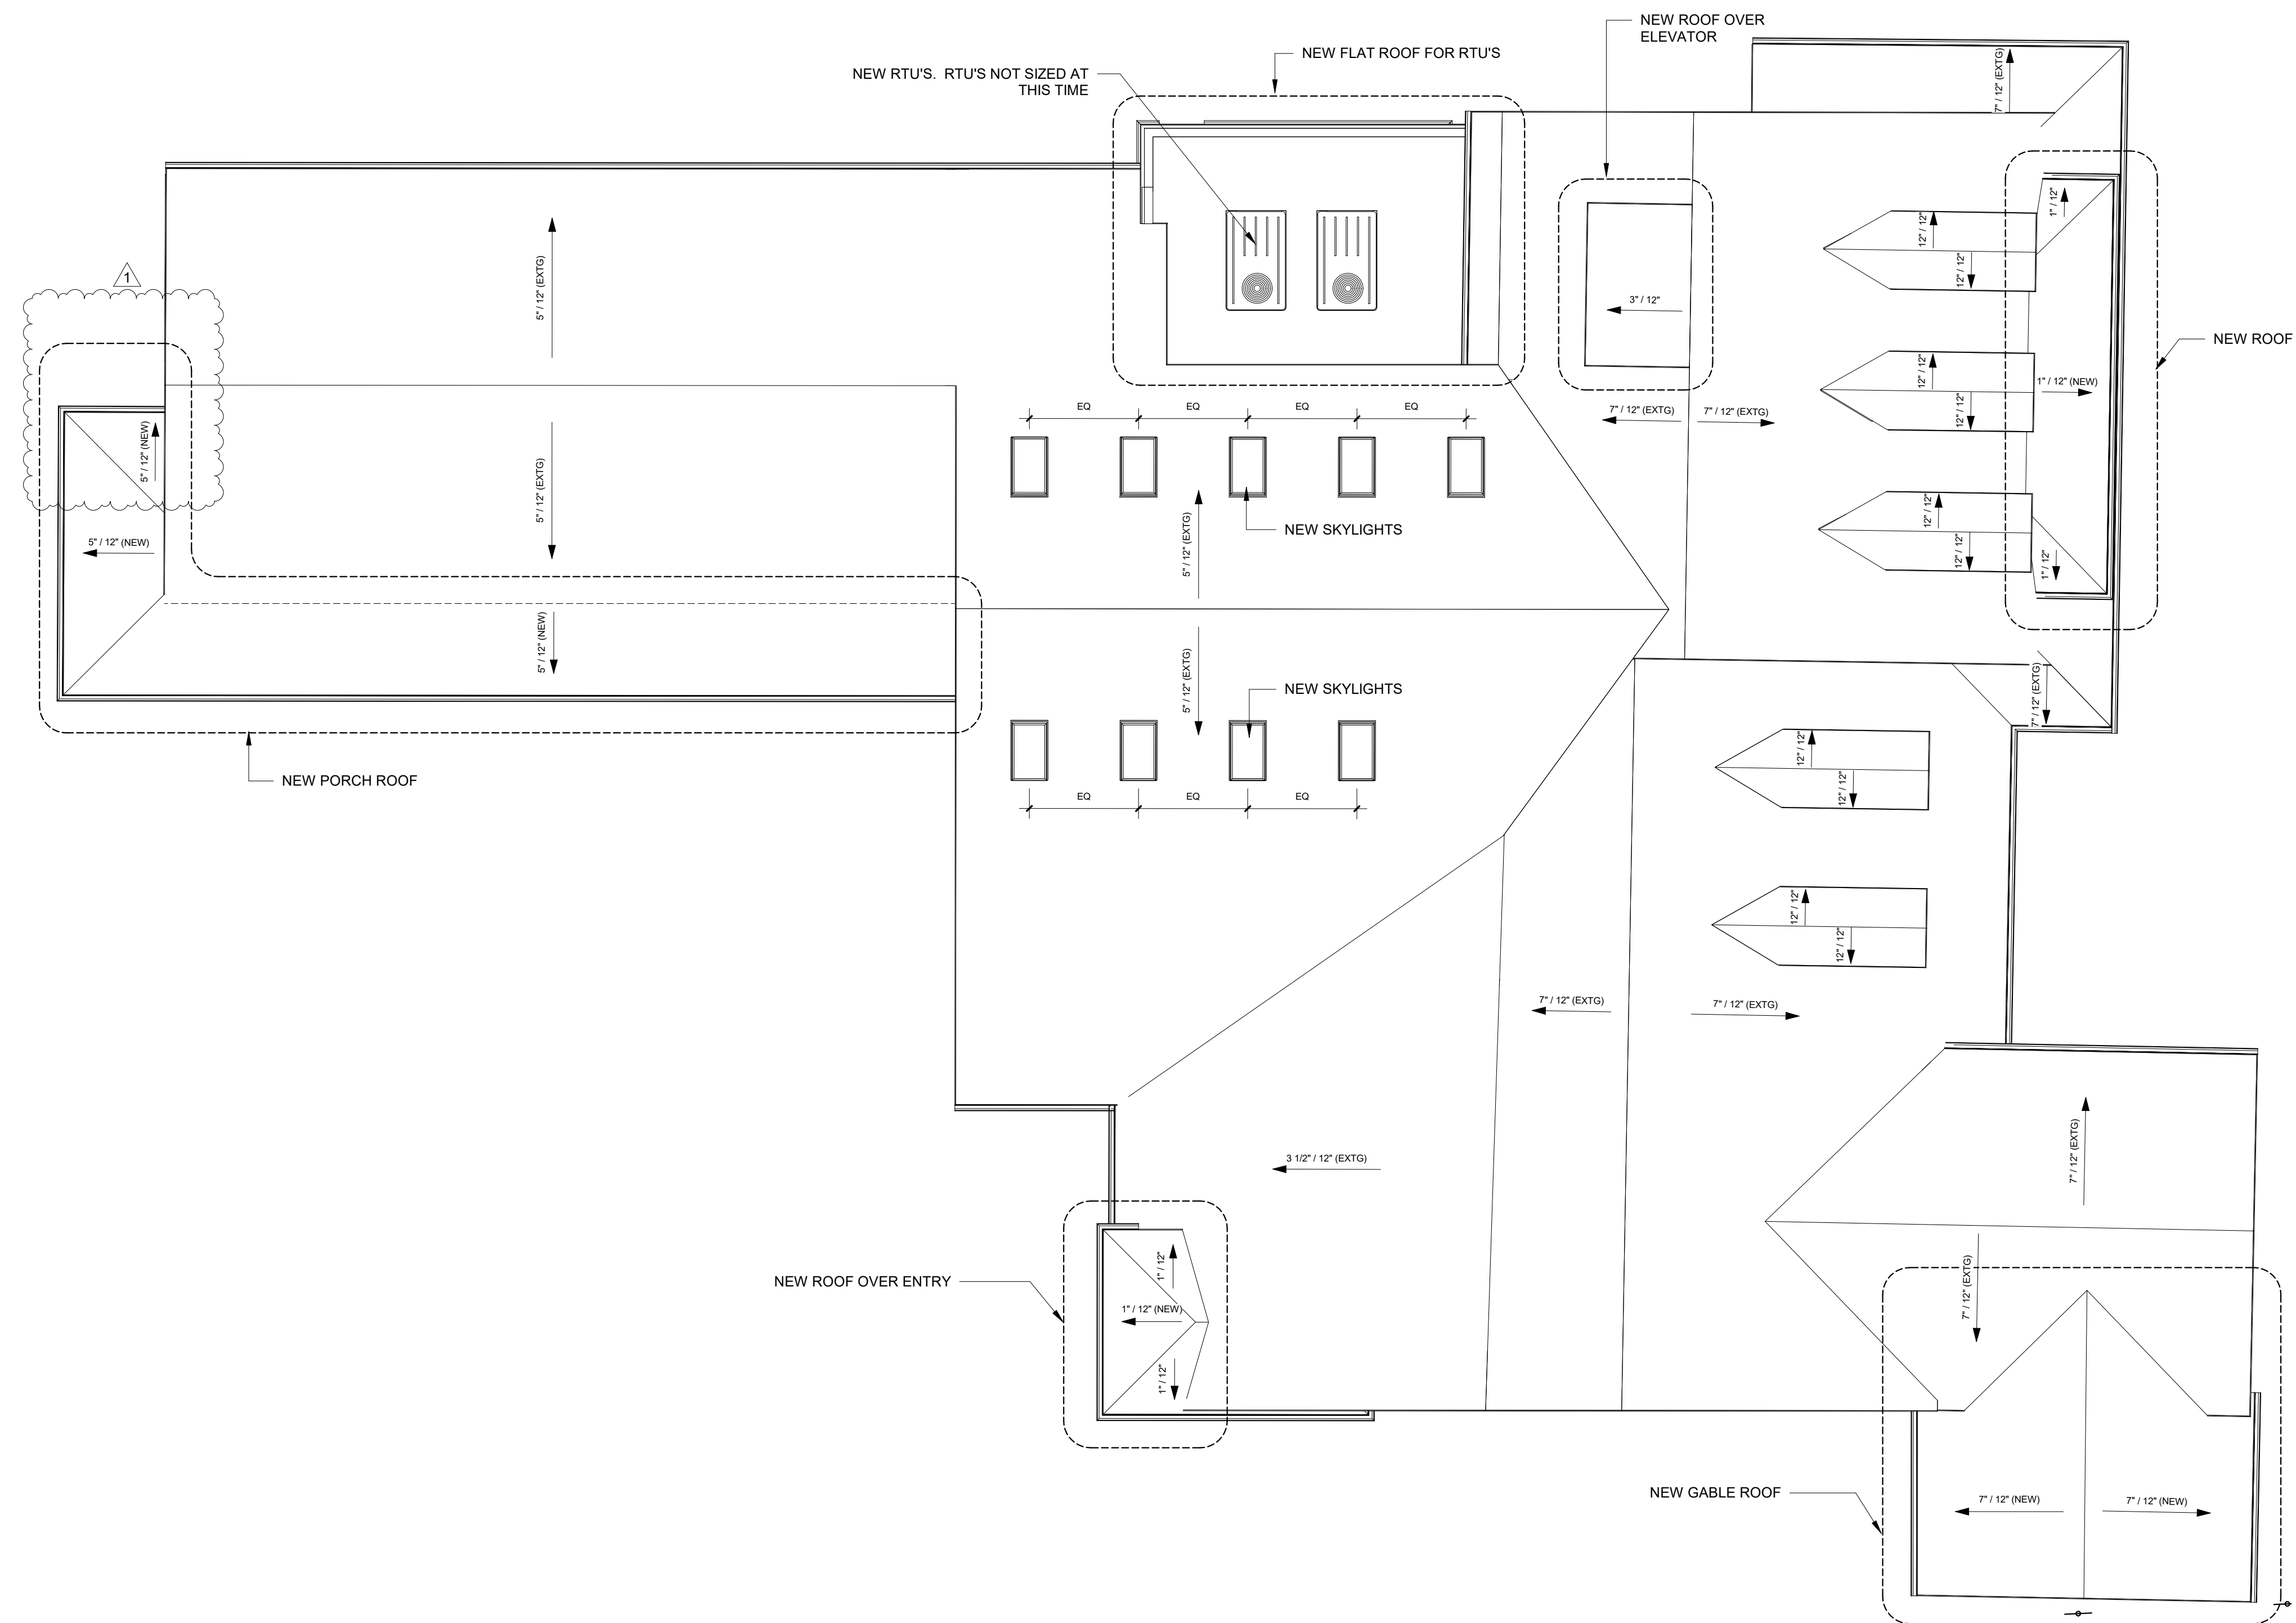 NEW ROOF OVER
ELEVATOR
NEW FLAT ROOF FOR RTU'S
NEW RTU'S. RTU'S NOT SIZED AT
THIS TIME
7" / 12" (EXTG)
1" / 12"
12" / 12"
12" / 12"
5" / 12" (EXTG)
1
3" / 12"
NEW ROOF
12" / 12"
12" / 12"
1" / 12" (NEW)
EQ
EQ
EQ
EQ
7" / 12" (EXTG)
7" / 12" (EXTG)
5" / 12" (NEW)
5" / 12" (EXTG)
12" / 12"
12" / 12"
NEW SKYLIGHTS
5" / 12" (NEW)
5" / 12" (EXTG)
1" / 12"
5" / 12" (NEW)
5" / 12" (EXTG)
NEW SKYLIGHTS
7" / 12" (EXTG)
12" / 12"
12" / 12"
NEW PORCH ROOF
EQ
EQ
EQ
12" / 12"
12" / 12"
7" / 12" (EXTG)
7" / 12" (EXTG)
3 1/2" / 12" (EXTG)
7" / 12" (EXTG)
1" / 12"
NEW ROOF OVER ENTRY
1" / 12" (NEW)
7" / 12" (EXTG)
1" / 12"
NEW GABLE ROOF
7" / 12" (NEW)
7" / 12" (NEW)